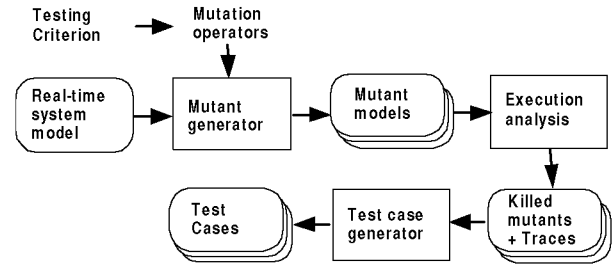 Testing
Criterion
Mutation
operators
Real-time
system
model
Mutant
generator
Mutant
models
Execution
analysis
Test
Cases
Test case
generator
Killed
mutants
+ Traces